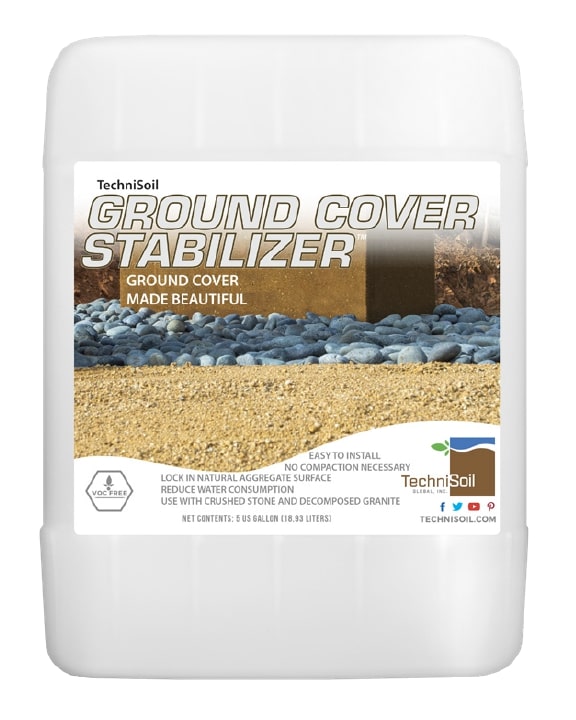 TechniSoil
GROUND COVER
STABILIZER™
GROUND COVER
MADE BEAUTIFUL
EASY TO INSTALL
NO COMPACTION NECESSARY
LOCK IN NATURAL AGGREGATE SURFACE
REDUCE WATER CONSUMPTION
USE WITH CRUSHED STONE AND DECOMPOSED GRANITE
NET CONTENTS: 5 US GALLON (18.93 LITERS)
VOC FREE
TechniSoil
GLOBAL, INC.
TECHNISOIL.COM